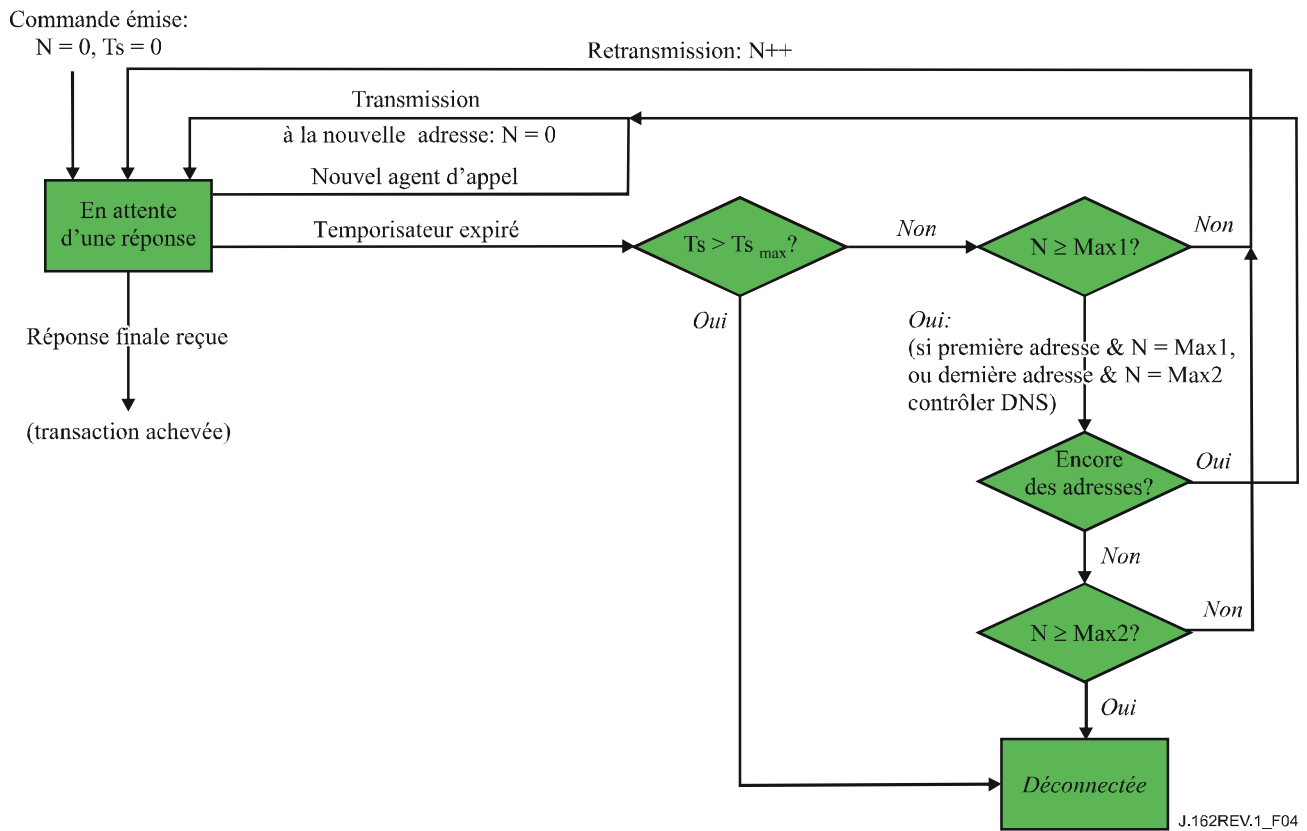 Commande émise:
N = 0, Ts = 0
Retransmission: N++
Transmission
à la nouvelle adresse: N = 0
Nouvel agent d’appel
En attente
d’une réponse
Temporisateur expiré
Ts > Ts max?
Non
N ≥ Max1?
Non
Oui
Oui:
(si première adresse & N = Max1,
ou dernière adresse & N = Max2
contrôler DNS)
Réponse finale reçue
(transaction achevée)
Encore
des adresses?
Oui
Non
N ≥ Max2?
Non
Oui
Déconnectée
J.162REV.1_F04